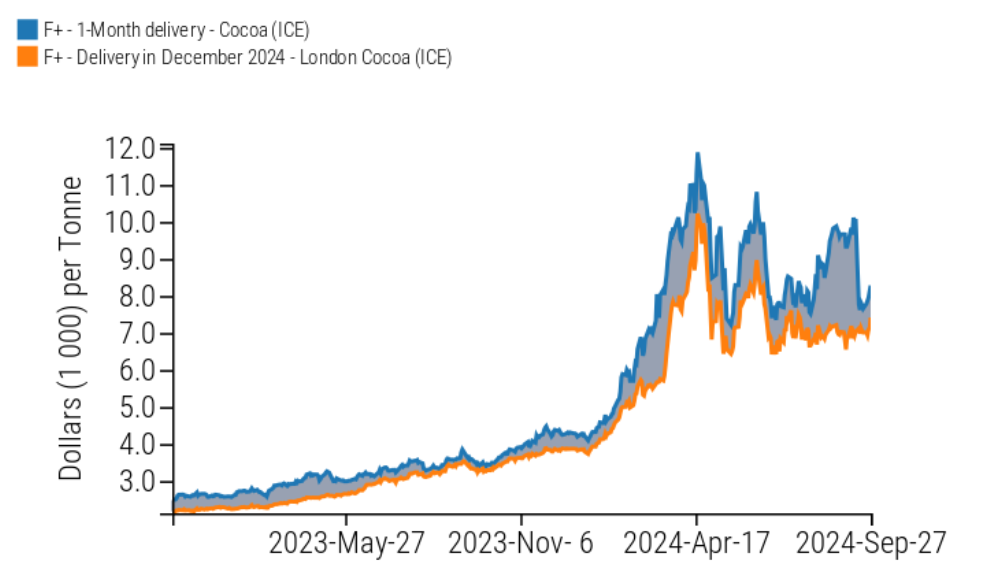 F+ - 1-Month delivery - Cocoa (ICE)
F+ - Delivery in December 2024 - London Cocoa (ICE)
Dollars (1 000) per Tonne
12.0
11.0
10.0
9.0
8.0
7.0
6.0
5.0
4.0
3.0
2023-May-27 2023-Nov- 6 2024-Apr-17 2024-Sep-27